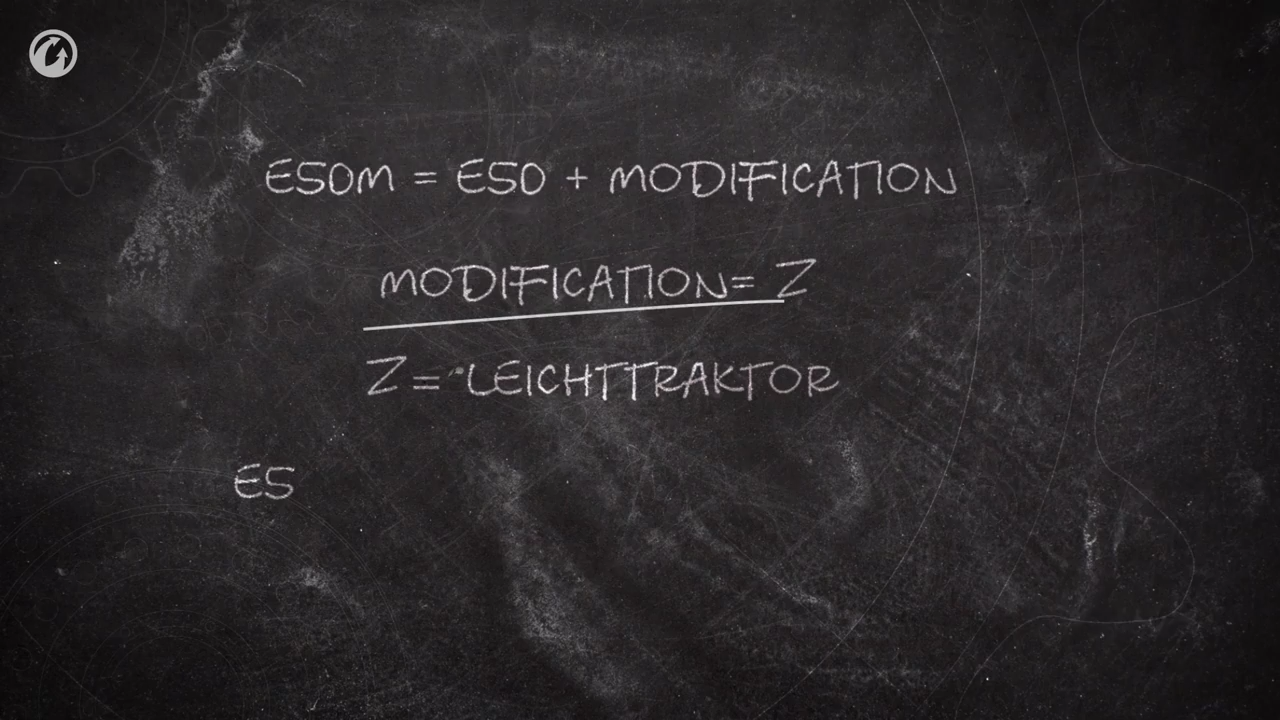 E50M = E50 + MODIFICATION
MODIFICATION= Z
Z = LEICHTTRAKTOR
E5